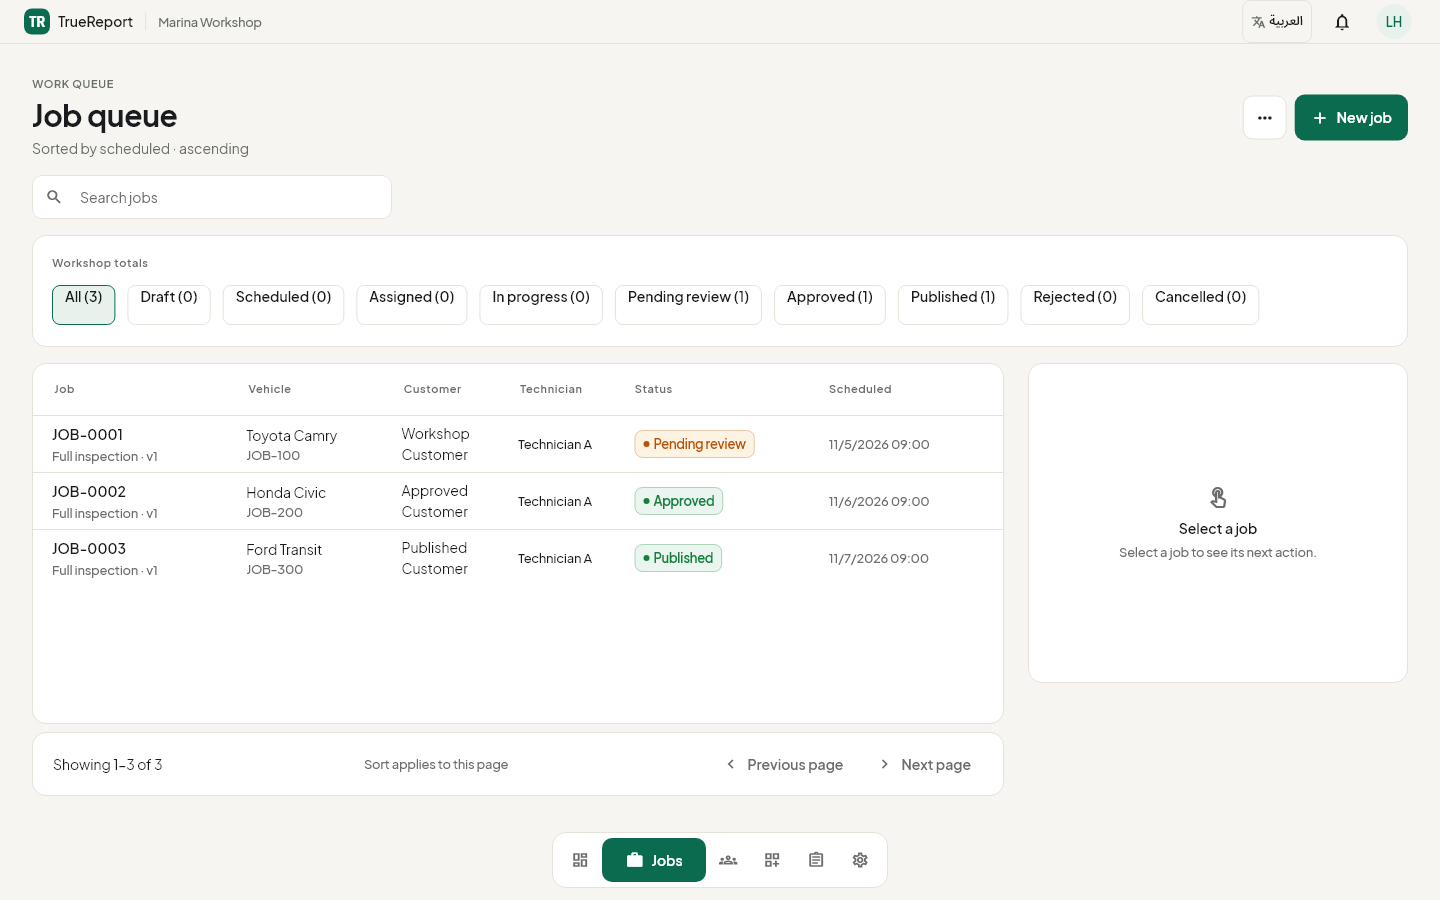 TR TrueReport Marina Workshop العربية LH
WORK QUEUE
Job queue
Sorted by scheduled · ascending
••• + New job
Search jobs
Workshop totals
All (3) Draft (0) Scheduled (0) Assigned (0) In progress (0) Pending review (1) Approved (1) Published (1) Rejected (0) Cancelled (0)
Job Vehicle Customer Technician Status Scheduled
JOB-0001
Full inspection · v1
Toyota Camry
JOB-100
Workshop
Customer
Technician A
Pending review
11/5/2026 09:00
JOB-0002
Full inspection · v1
Honda Civic
JOB-200
Approved
Customer
Technician A
Approved
11/6/2026 09:00
JOB-0003
Full inspection · v1
Ford Transit
JOB-300
Published
Customer
Technician A
Published
11/7/2026 09:00
Select a job
Select a job to see its next action.
Showing 1–3 of 3 Sort applies to this page Previous page Next page
Jobs